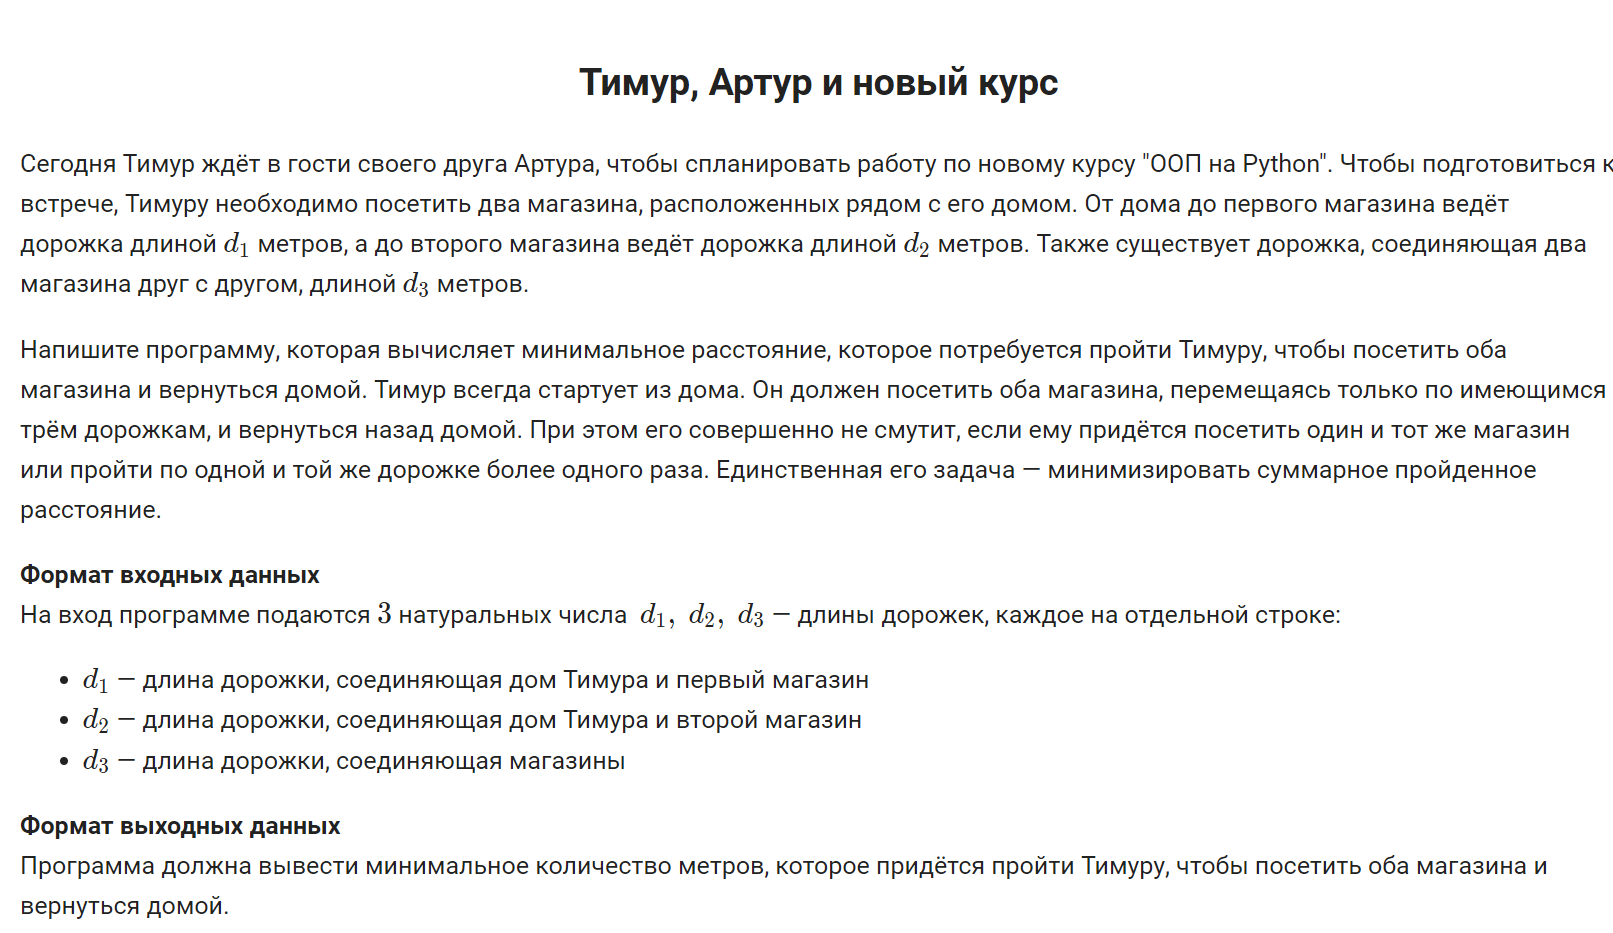 Тимур, Артур и новый курс
Сегодня Тимур ждёт в гости своего друга Артура, чтобы спланировать работу по новому курсу "ООП на Python". Чтобы подготовиться к
встрече, Тимуру необходимо посетить два магазина, расположенных рядом с его домом. От дома до первого магазина ведёт
дорожка длиной d₁ метров, а до второго магазина ведёт дорожка длиной d₂ метров. Также существует дорожка, соединяющая два
магазина друг с другом, длиной d₃ метров.
Напишите программу, которая вычисляет минимальное расстояние, которое потребуется пройти Тимуру, чтобы посетить оба
магазина и вернуться домой. Тимур всегда стартует из дома. Он должен посетить оба магазина, перемещаясь только по имеющимся
трём дорожкам, и вернуться назад домой. При этом его совершенно не смутит, если ему придётся посетить один и тот же магазин
или пройти по одной и той же дорожке более одного раза. Единственная его задача — минимизировать суммарное пройденное
расстояние.
Формат входных данных
На вход программе подаются 3 натуральных числа d₁, d₂, d₃ — длины дорожек, каждое на отдельной строке:
• d₁ — длина дорожки, соединяющая дом Тимура и первый магазин
• d₂ — длина дорожки, соединяющая дом Тимура и второй магазин
• d₃ — длина дорожки, соединяющая магазины
Формат выходных данных
Программа должна вывести минимальное количество метров, которое придётся пройти Тимуру, чтобы посетить оба магазина и
вернуться домой.